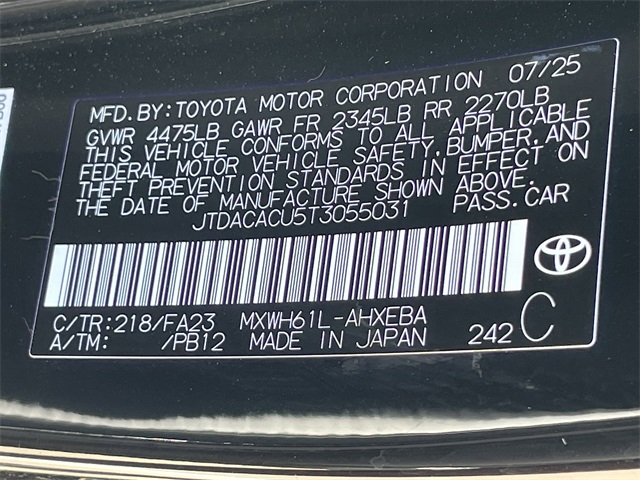 MFD. BY: TOYOTA MOTOR CORPORATION 07/25
GVWR 4475LB GAWR FR 2345LB RR 2270LB
THIS VEHICLE CONFORMS TO ALL APPLICABLE
FEDERAL MOTOR VEHICLE SAFETY, BUMPER, AND
THEFT PREVENTION STANDARDS IN EFFECT ON
THE DATE OF MANUFACTURE SHOWN ABOVE.
JTDACACU5T3055031 PASS.CAR
C/TR:218/FA23 MXWH61L-AHXEBA
A/TM: /PB12 MADE IN JAPAN 242 C